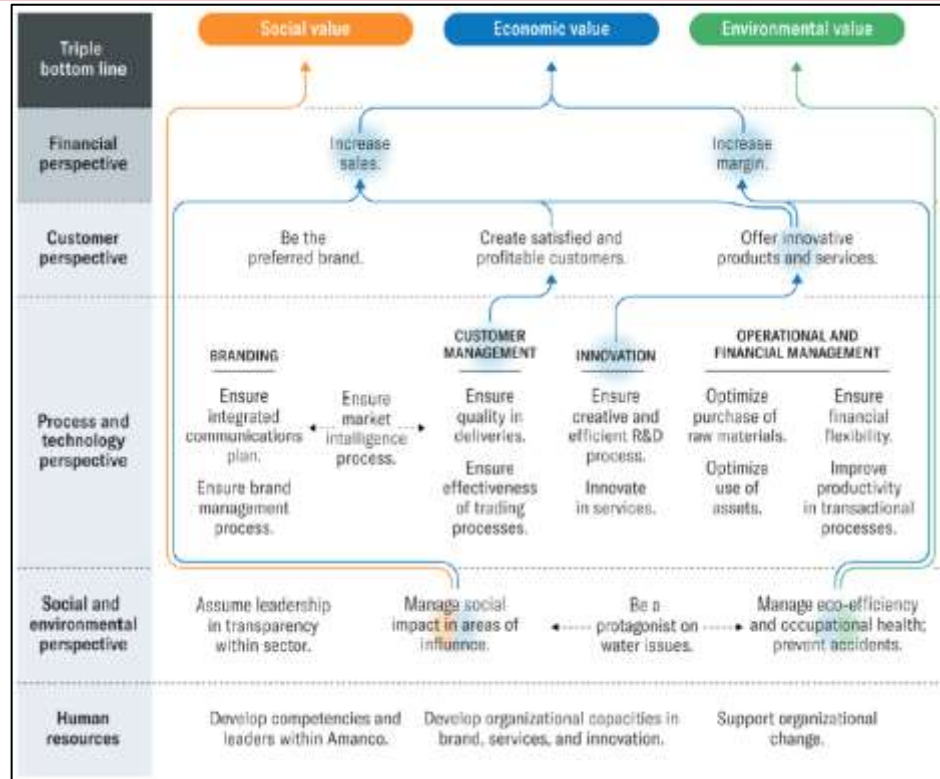 Triple
bottom line
Social value
Economic value
Environmental value
Financial
perspective
Increase
sales.
Increase
margin.
Customer
perspective
Be the
preferred brand.
Create satisfied and
profitable customers.
Offer innovative
products and services.
Process and
technology
perspective
BRANDING
Ensure
integrated
communications
plan.
Ensure brand
management
process.
Ensure
market
intelligence
process.
CUSTOMER
MANAGEMENT
Ensure
quality in
deliveries.
Ensure
effectiveness
of trading
processes.
INNOVATION
Ensure
creative and
efficient R&D
process.
Innovate
in services.
OPERATIONAL AND
FINANCIAL MANAGEMENT
Optimize
purchase of
raw materials.
Optimize
use of
assets.
Ensure
financial
flexibility.
Improve
productivity
in transactional
processes.
Social and
environmental
perspective
Assume leadership
in transparency
within sector.
Manage social
impact in areas of
influence.
Be a
protagonist on
water issues.
Manage eco-efficiency
and occupational health;
prevent accidents.
Human
resources
Develop competencies and
leaders within Amanco.
Develop organizational capacities in
brand, services, and innovation.
Support organizational
change.